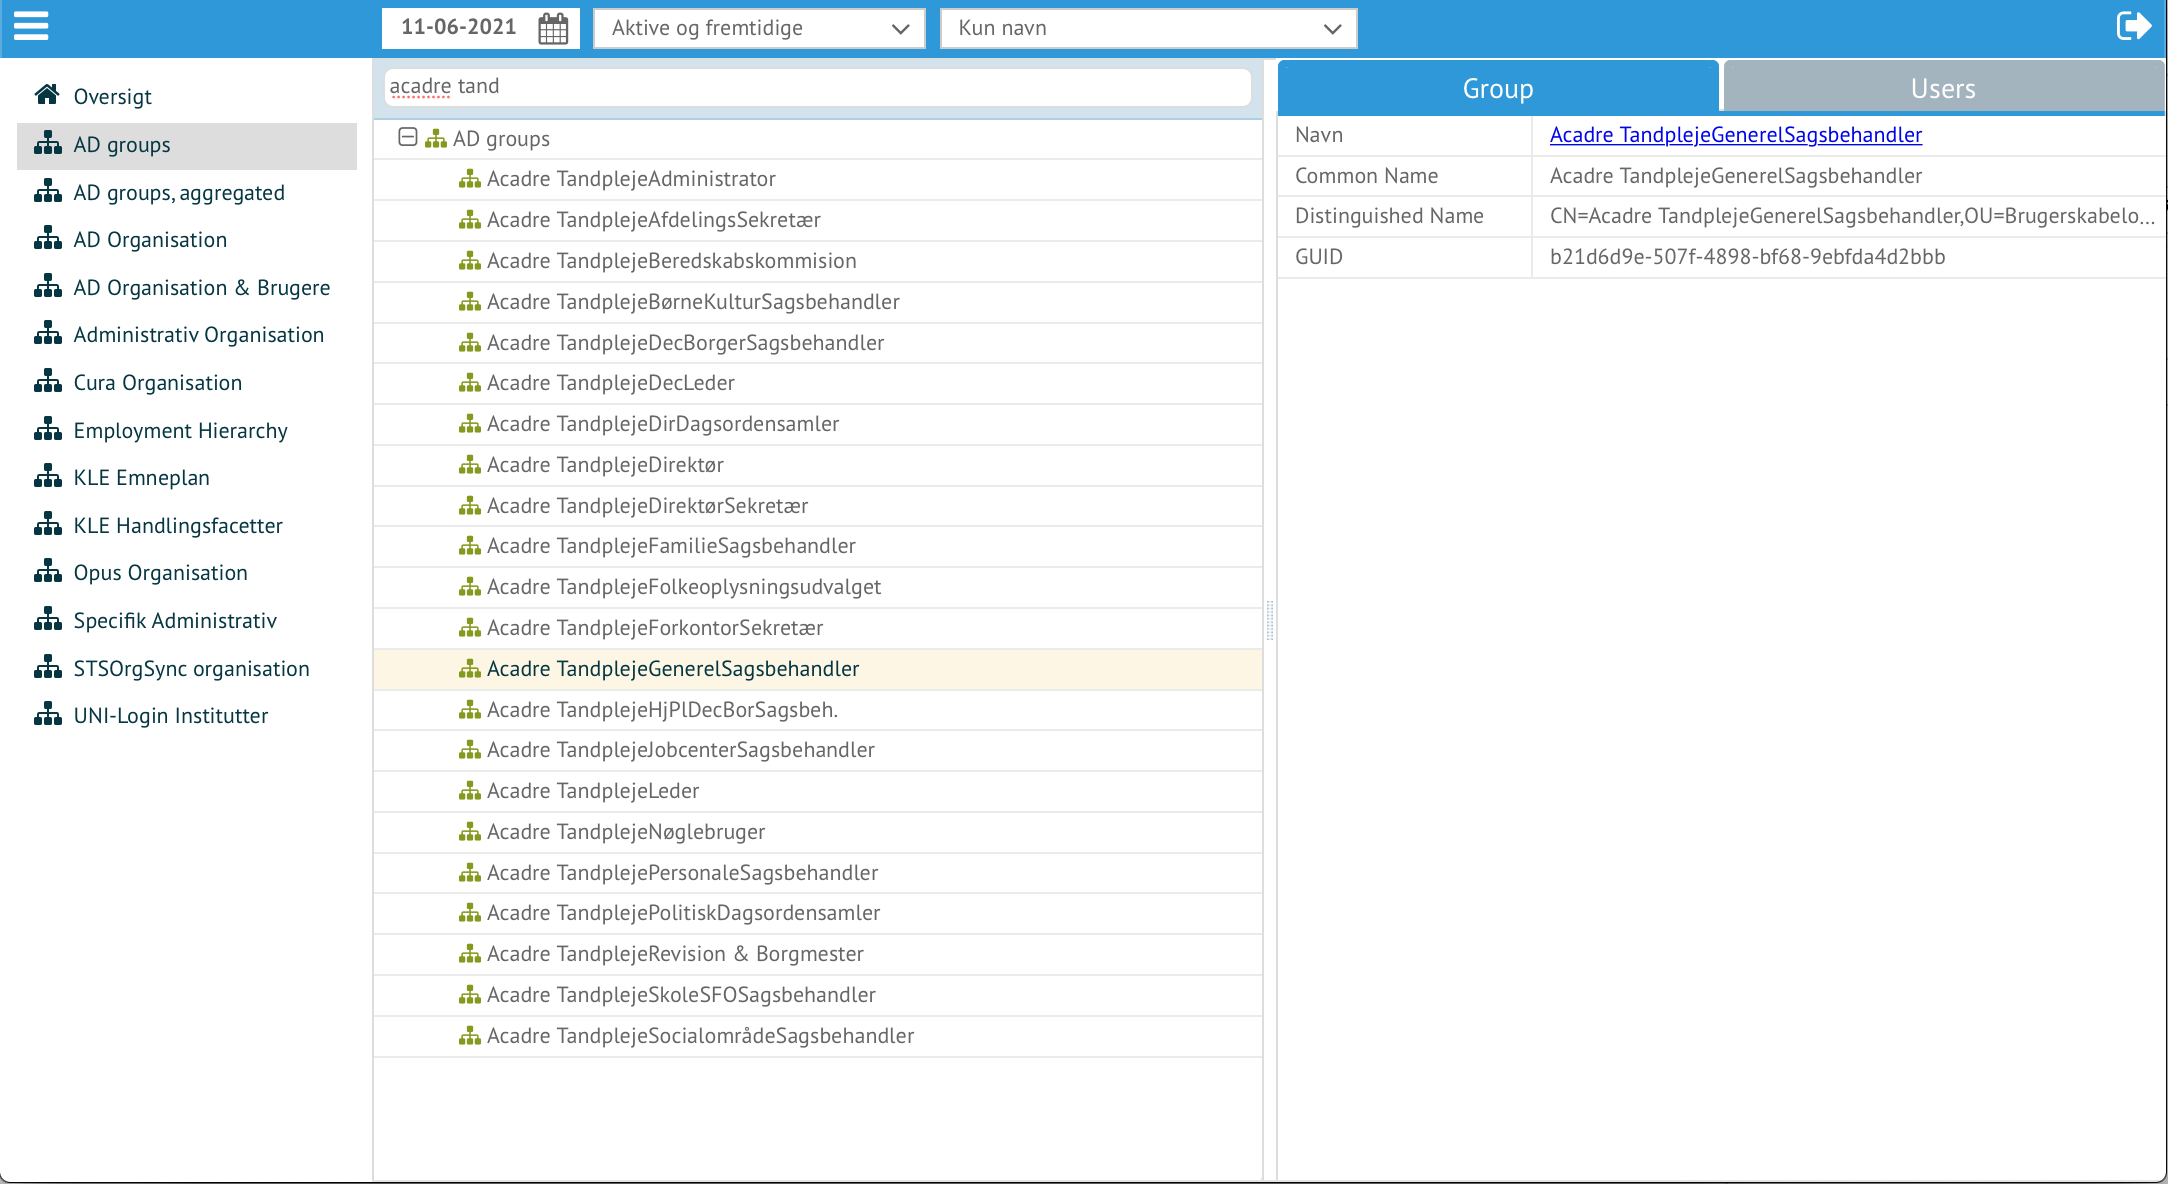 11-06-2021
Aktive og fremtidige
Kun navn
Oversigt
AD groups
AD groups, aggregated
AD Organisation
AD Organisation & Brugere
Administrativ Organisation
Cura Organisation
Employment Hierarchy
KLE Emneplan
KLE Handlingsfacetter
Opus Organisation
Specifik Administrativ
STSOrgSync organisation
UNI-Login Institutter
acadre tand
AD groups
Acadre TandplejeAdministrator
Acadre TandplejeAfdelingsSekretær
Acadre TandplejeBeredskabskommision
Acadre TandplejeBørneKulturSagsbehandler
Acadre TandplejeDecBorgerSagsbehandler
Acadre TandplejeDecLeder
Acadre TandplejeDirDagsordensamler
Acadre TandplejeDirektør
Acadre TandplejeDirektørSekretær
Acadre TandplejeFamilieSagsbehandler
Acadre TandplejeFolkeoplysningsudvalget
Acadre TandplejeForkontorSekretær
Acadre TandplejeGenerelSagsbehandler
Acadre TandplejeHjPlDecBorSagsbeh.
Acadre TandplejeJobcenterSagsbehandler
Acadre TandplejeLeder
Acadre TandplejeNøglebruger
Acadre TandplejePersonaleSagsbehandler
Acadre TandplejePolitiskDagsordensamler
Acadre TandplejeRevision & Borgmester
Acadre TandplejeSkoleSFOSagsbehandler
Acadre TandplejeSocialområdeSagsbehandler
Group
Users
Navn Acadre TandplejeGenerelSagsbehandler
Common Name Acadre TandplejeGenerelSagsbehandler
Distinguished Name CN=Acadre TandplejeGenerelSagsbehandler,OU=Brugerskabelo...
GUID b21d6d9e-507f-4898-bf68-9ebfda4d2bbb